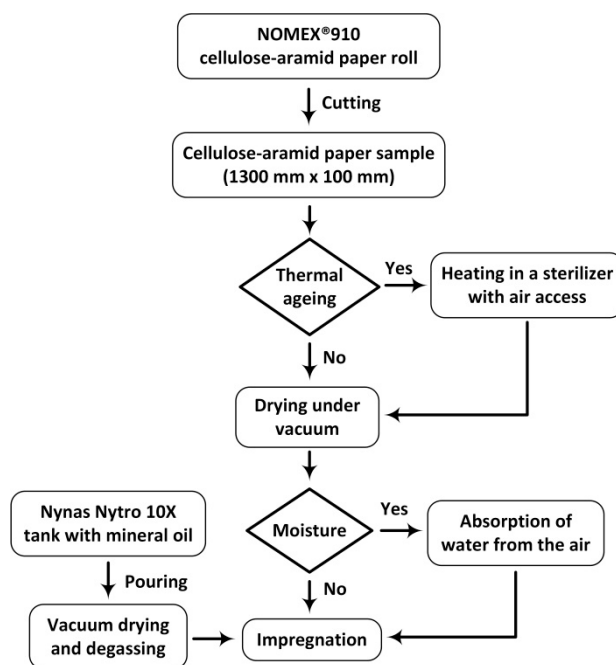 NOMEX®910
cellulose-aramid paper roll
Cutting
Cellulose-aramid paper sample
(1300 mm x 100 mm)
Thermal
ageing
Yes
Heating in a sterilizer
with air access
No
Drying under
vacuum
Nynas Nytro 10X
tank with mineral oil
Moisture
Yes
Absorption of
water from the air
Pouring
No
Vacuum drying
and degassing
Impregnation